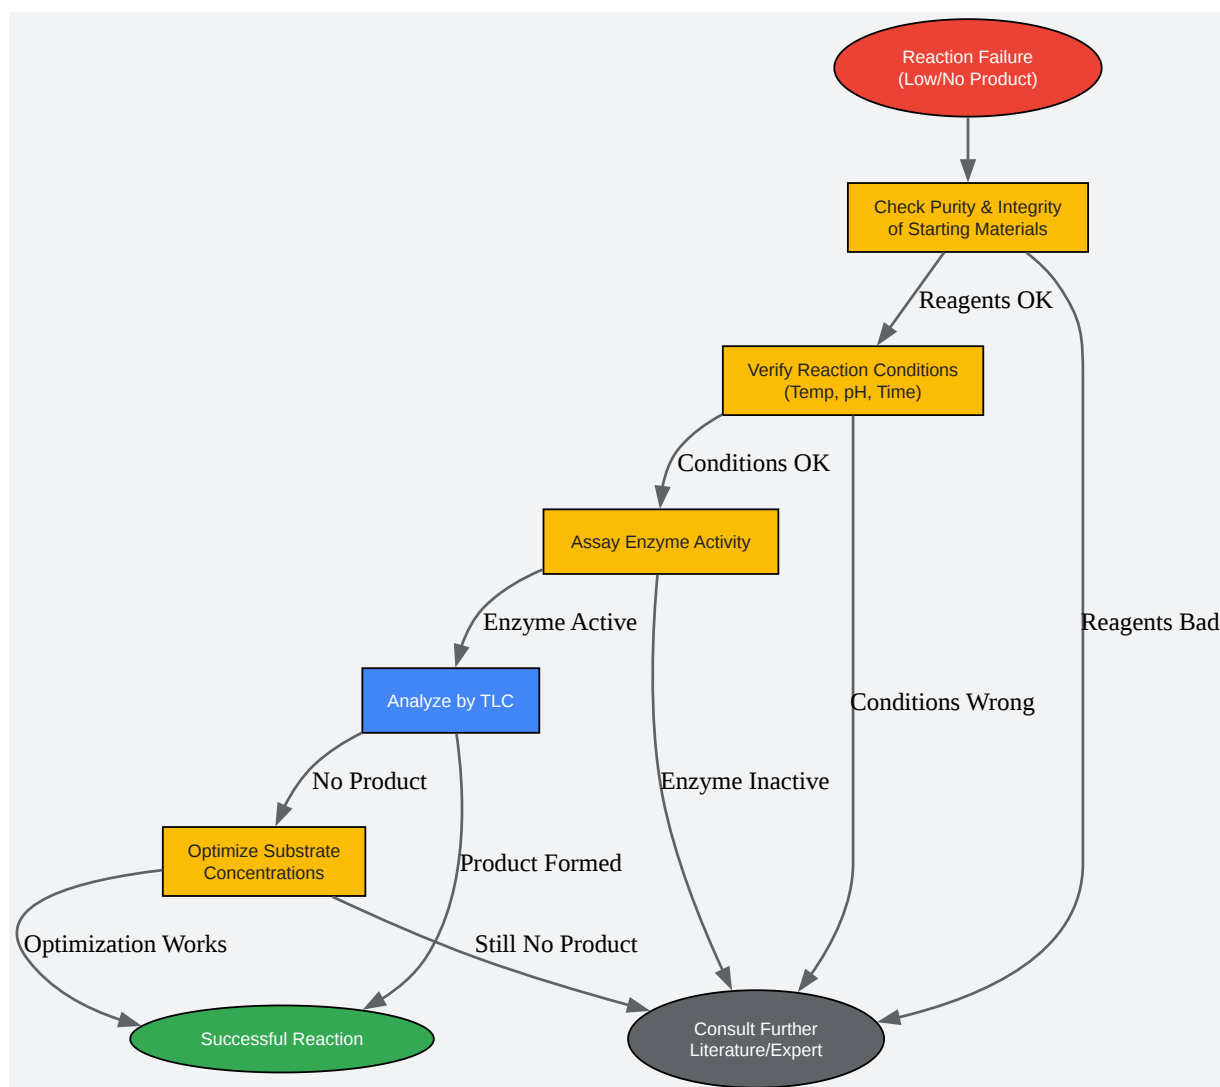 Reaction Failure
(Low/No Product)
Check Purity & Integrity
of Starting Materials
Reagents OK
Verify Reaction Conditions
(Temp, pH, Time)
Conditions OK
Assay Enzyme Activity
Enzyme Active
Reagents Bad
Analyze by TLC
Conditions Wrong
No Product
Enzyme Inactive
Optimize Substrate
Concentrations
Product Formed
Optimization Works
Still No Product
Successful Reaction
Consult Further
Literature/Expert